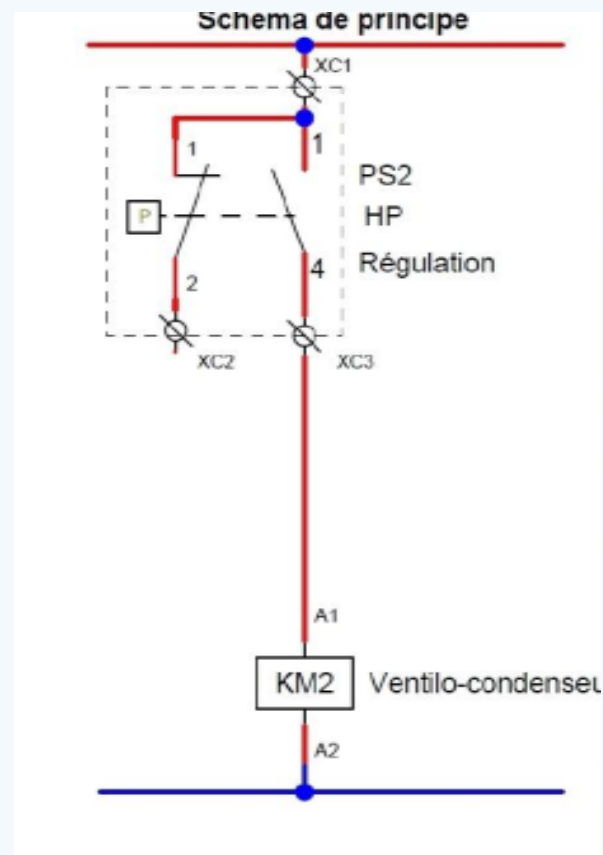 Schéma de principe
XC1
1
1
PS2
P
HP
4
Régulation
2
XC2
XC3
A1
KM2
Ventilo-condenseu
A2